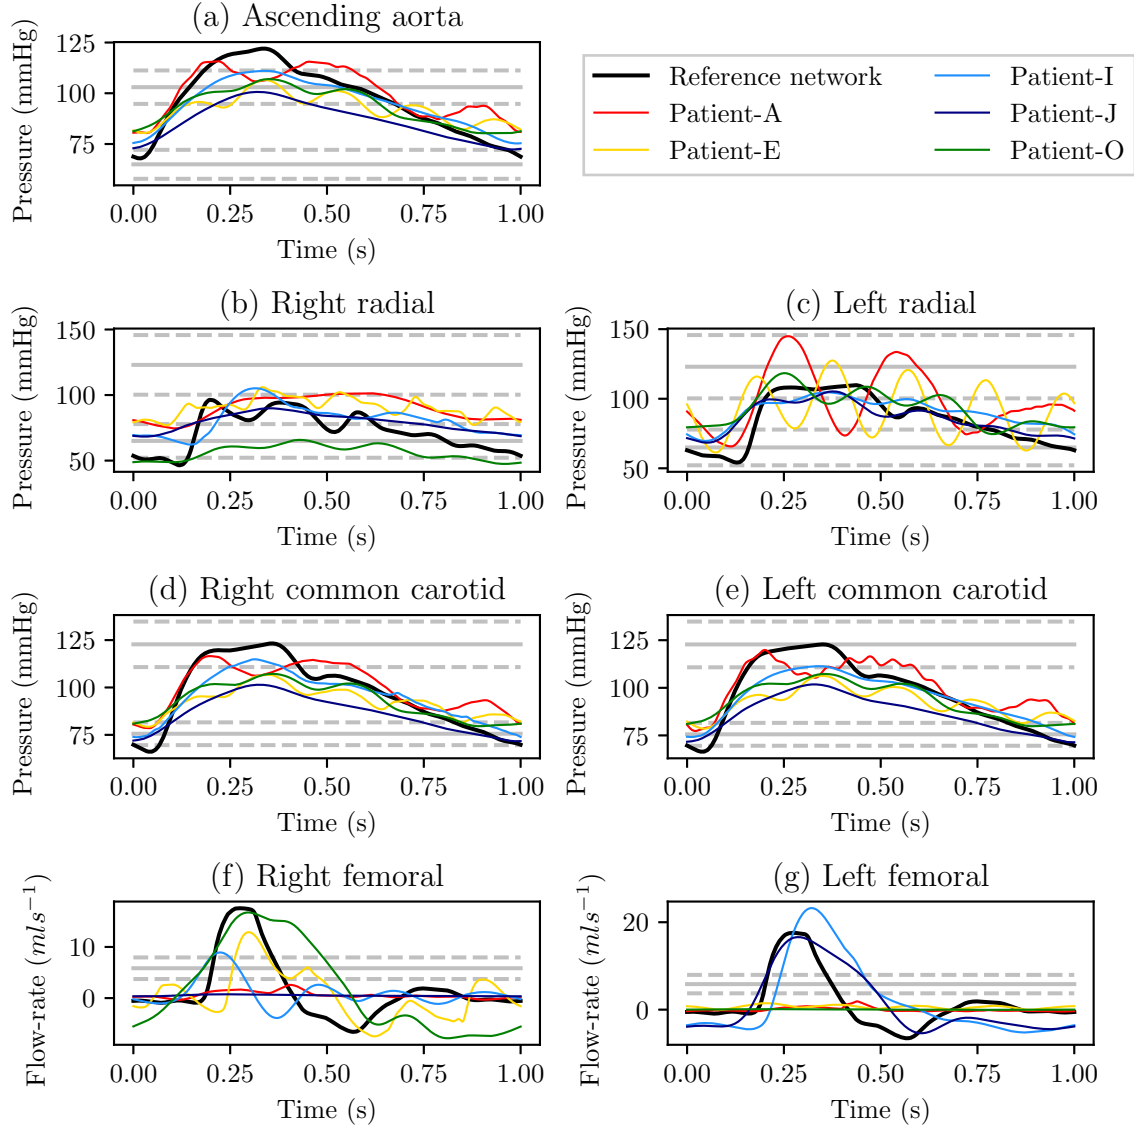 (a) Ascending aorta
Pressure (mmHg)
125
100
75
0.00 0.25 0.50 0.75 1.00
Time (s)
Reference network
Patient-A
Patient-E
Patient-I
Patient-J
Patient-O
(b) Right radial
Pressure (mmHg)
150
100
50
0.00 0.25 0.50 0.75 1.00
Time (s)
(c) Left radial
Pressure (mmHg)
150
100
50
0.00 0.25 0.50 0.75 1.00
Time (s)
(d) Right common carotid
Pressure (mmHg)
125
100
75
0.00 0.25 0.50 0.75 1.00
Time (s)
(e) Left common carotid
Pressure (mmHg)
125
100
75
0.00 0.25 0.50 0.75 1.00
Time (s)
(f) Right femoral
Flow-rate (mls⁻¹)
10
0
0.00 0.25 0.50 0.75 1.00
Time (s)
(g) Left femoral
Flow-rate (mls⁻¹)
20
0
0.00 0.25 0.50 0.75 1.00
Time (s)